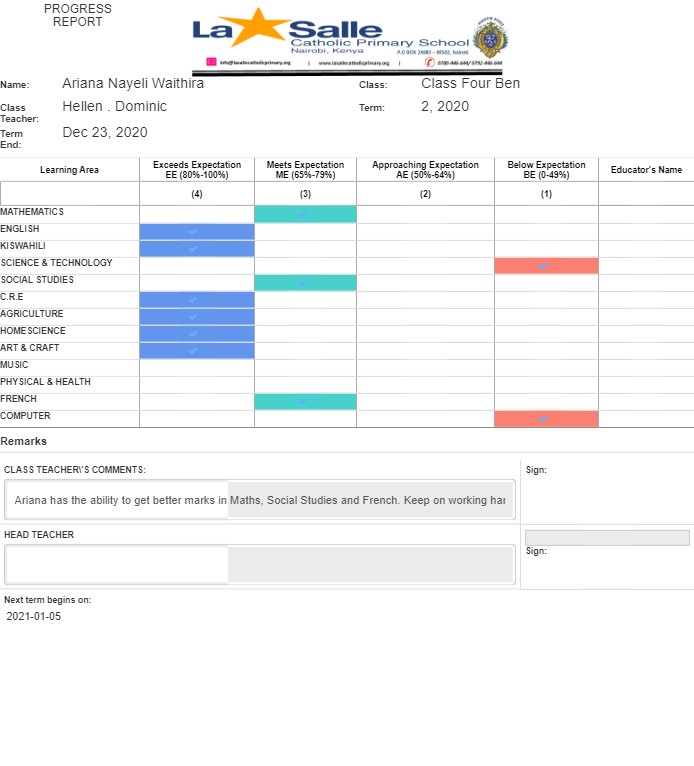 PROGRESS
REPORT
La Salle
Catholic Primary School
Nairobi, Kenya
P.O BOX 24083 – 00502, Nairobi
info@lasallecatholicprimary.org | www.lasallecatholicprimary.org | 0780-446-644/ 0792-446-644
Name: Ariana Nayeli Waithira Class: Class Four Ben
Class Teacher: Hellen . Dominic Term: 2, 2020
Term End: Dec 23, 2020
Learning Area Exceeds Expectation EE (80%-100%) Meets Expectation ME (65%-79%) Approaching Expectation AE (50%-64%) Below Expectation BE (0-49%) Educator's Name
(4) (3) (2) (1)
MATHEMATICS
ENGLISH
KISWAHILI
SCIENCE & TECHNOLOGY
SOCIAL STUDIES
C.R.E
AGRICULTURE
HOMESCIENCE
ART & CRAFT
MUSIC
PHYSICAL & HEALTH
FRENCH
COMPUTER
Remarks
CLASS TEACHER\'S COMMENTS: Sign:
Ariana has the ability to get better marks in Maths, Social Studies and French. Keep on working har
HEAD TEACHER
Sign:
Next term begins on:
2021-01-05